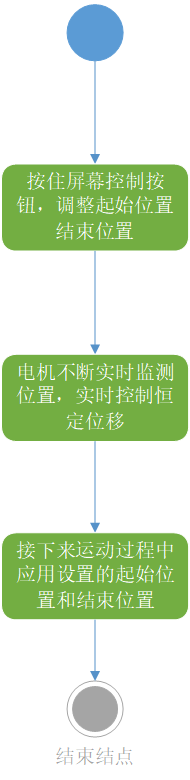 按住屏幕控制按
钮，调整起始位置
结束位置
电机不断实时监测
位置，实时控制恒
定位移
接下来运动过程中
应用设置的起始位
置和结束位置
结束结点